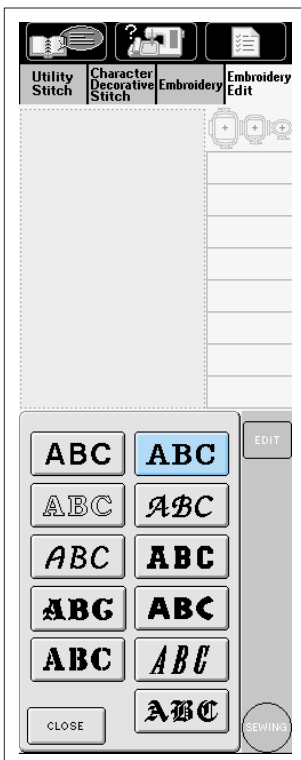 Utility Stitch
Character Decorative Stitch
Embroidery
Embroidery Edit
EDIT
ABC ABC
ABC ABC
ABC ABC
ABC ABC
ABC ABC
ABC
CLOSE
SEWING